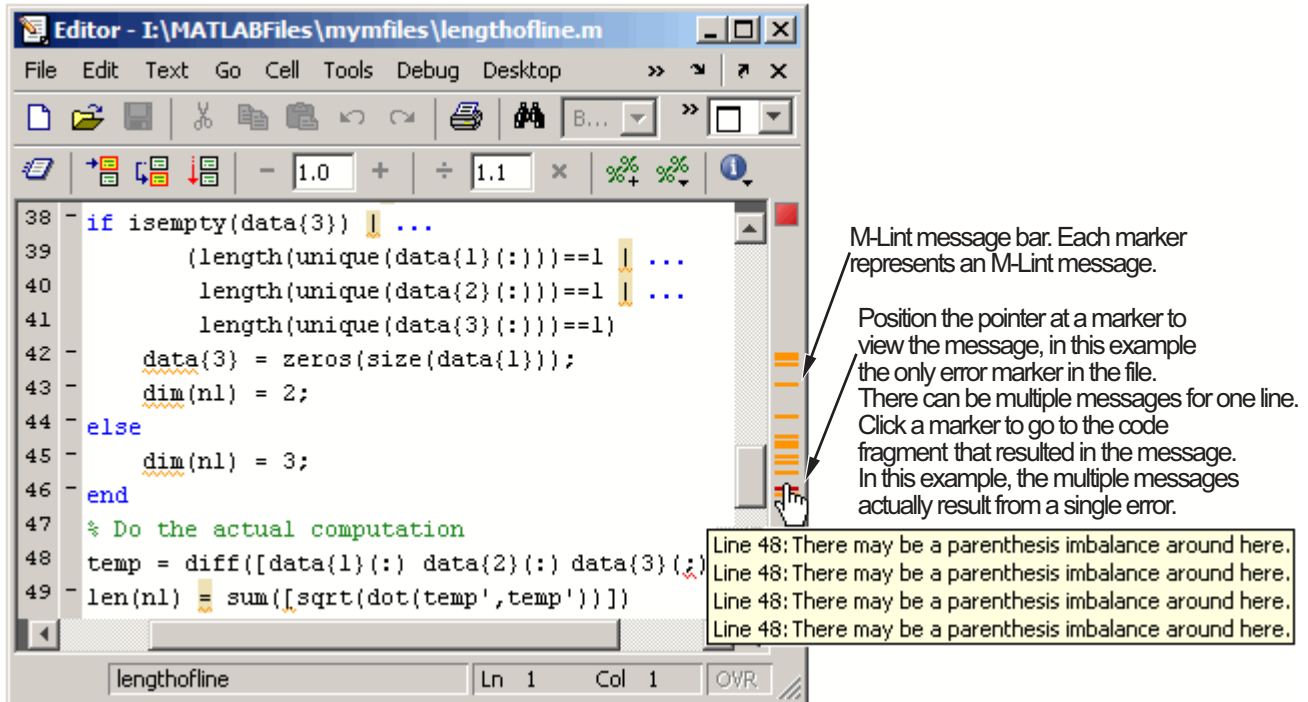 Editor - I:\MATLABFiles\mymfiles\lengthofline.m
File Edit Text Go Cell Tools Debug Desktop
B...
1.0
1.1
38 if isempty(data{3}) | ...
39 (length(unique(data{1}(:)))==1 | ...
40 length(unique(data{2}(:)))==1 | ...
41 length(unique(data{3}(:)))==1)
42 data{3} = zeros(size(data{1}));
43 dim(nl) = 2;
44 else
45 dim(nl) = 3;
46 end
47 % Do the actual computation
48 temp = diff([data{1}(:) data{2}(:) data{3}(;)
49 len(nl) = sum([sqrt(dot(temp',temp'))])
lengthofline
Ln 1 Col 1 OVR
M-Lint message bar. Each marker
represents an M-Lint message.
Position the pointer at a marker to
view the message, in this example
the only error marker in the file.
There can be multiple messages for one line.
Click a marker to go to the code
fragment that resulted in the message.
In this example, the multiple messages
actually result from a single error.
Line 48: There may be a parenthesis imbalance around here.
Line 48: There may be a parenthesis imbalance around here.
Line 48: There may be a parenthesis imbalance around here.
Line 48: There may be a parenthesis imbalance around here.